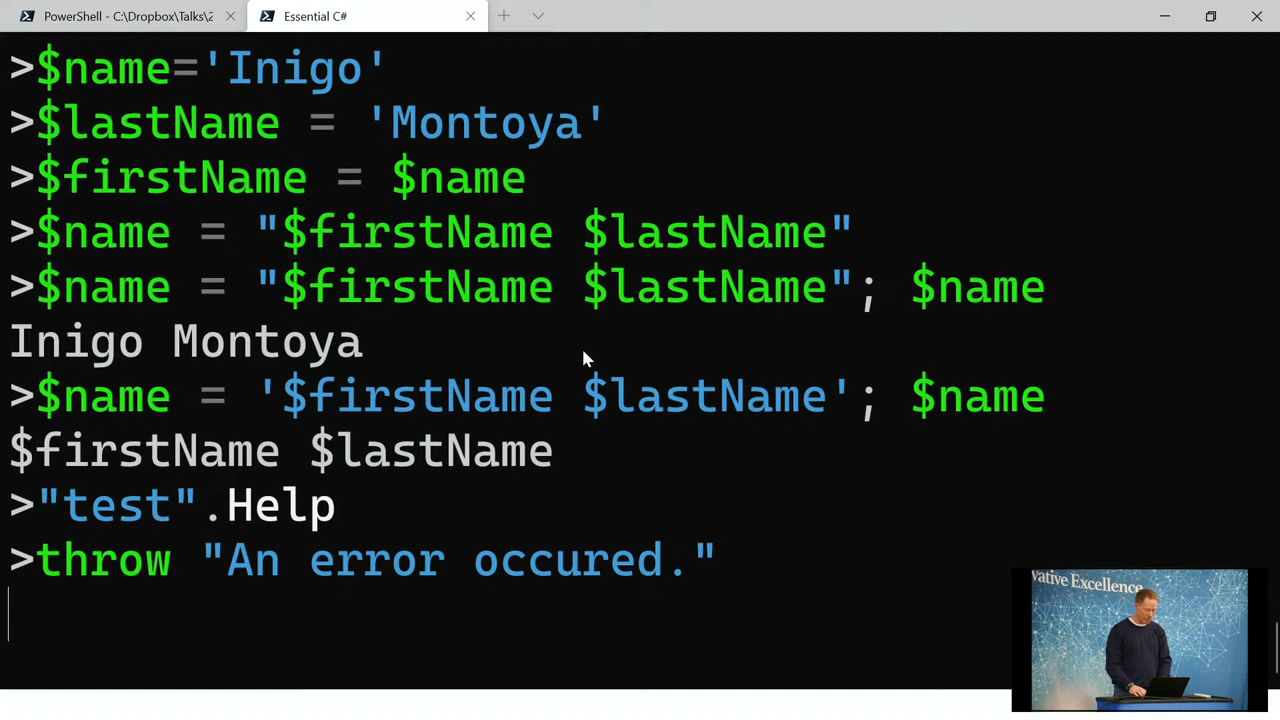 PowerShell - C:\Dropbox\Talks\2
Essential C#
>$name='Inigo'
>$lastName = 'Montoya'
>$firstName = $name
>$name = "$firstName $lastName"
>$name = "$firstName $lastName"; $name
Inigo Montoya
>$name = '$firstName $lastName'; $name
$firstName $lastName
>"test".Help
>throw "An error occured."
vative Excellence